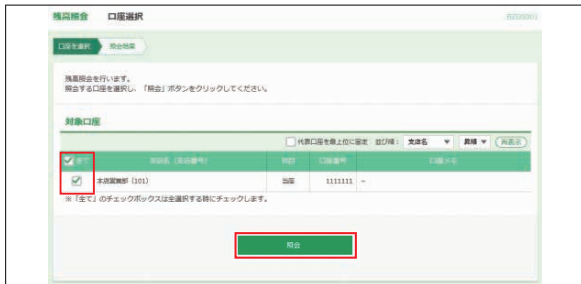 残高照会 口座選択
口座を選択 照会結果
残高照会を行います。
照会する口座を選択し、「照会」ボタンをクリックしてください。
対象口座
代表口座を最上位に固定 並び順： 支店名 ▼ 昇順 ▼ 再表示
全て 支店名（支店番号） 科目 口座番号 口座メモ
本店営業部（101） 当座 1111111 －
※「全て」のチェックボックスは全選択する時にチェックします。
照会